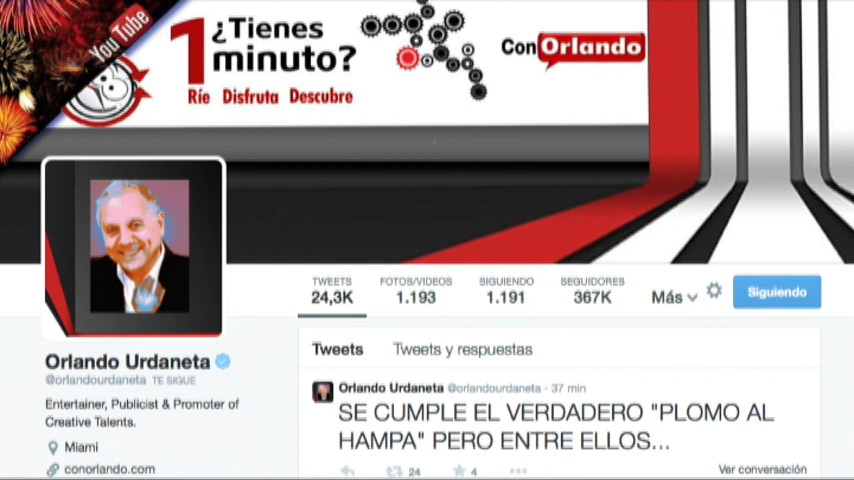 You Tube
1 ¿Tienes
minuto?
Ríe Disfruta Descubre
Con Orlando
TWEETS
24,3K
FOTOS/VIDEOS
1.193
SIGUIENDO
1.191
SEGUIDORES
367K
Más
Siguiendo
Orlando Urdaneta
@orlandourdaneta TE SIGUE
Entertainer, Publicist & Promoter of
Creative Talents.
Miami
conorlando.com
Tweets Tweets y respuestas
Orlando Urdaneta @orlandourdaneta · 37 min
SE CUMPLE EL VERDADERO "PLOMO AL
HAMPA" PERO ENTRE ELLOS...
24 4 Ver conversación